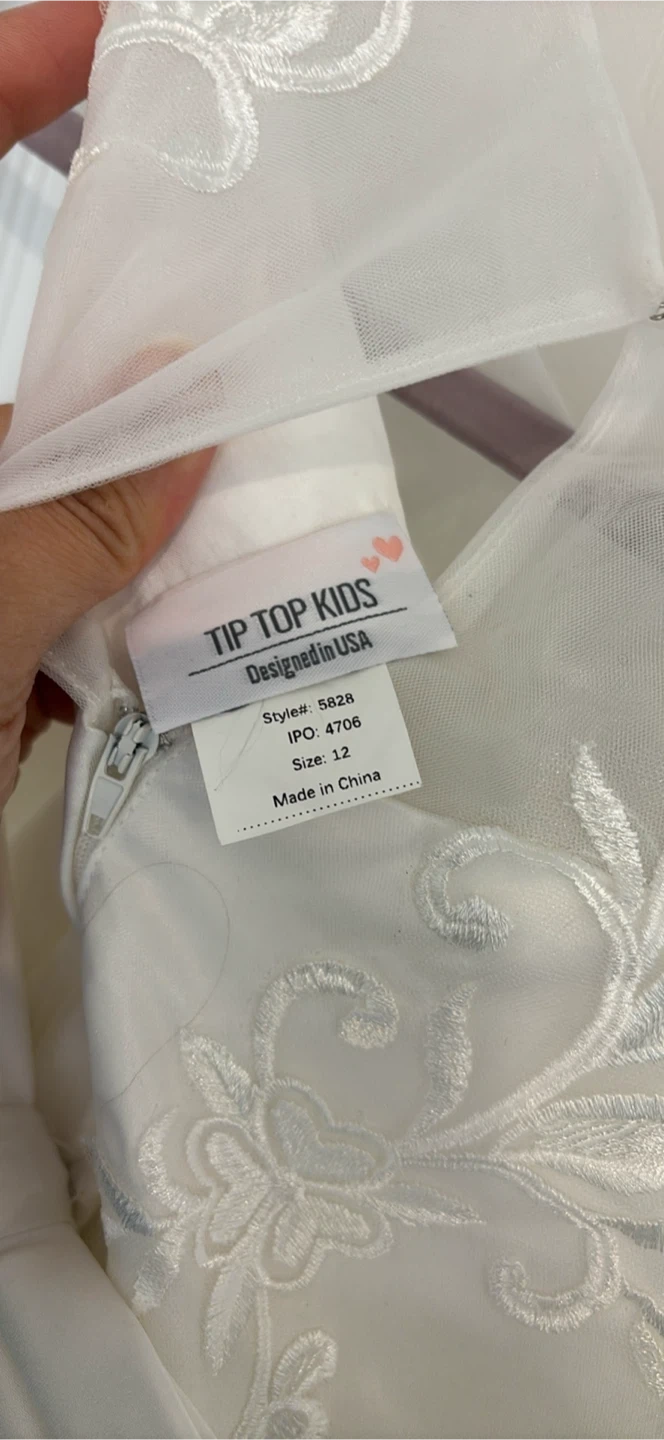 TIP TOP KIDS
Designed in USA
Style#: 5828
IPO: 4706
Size: 12
Made in China